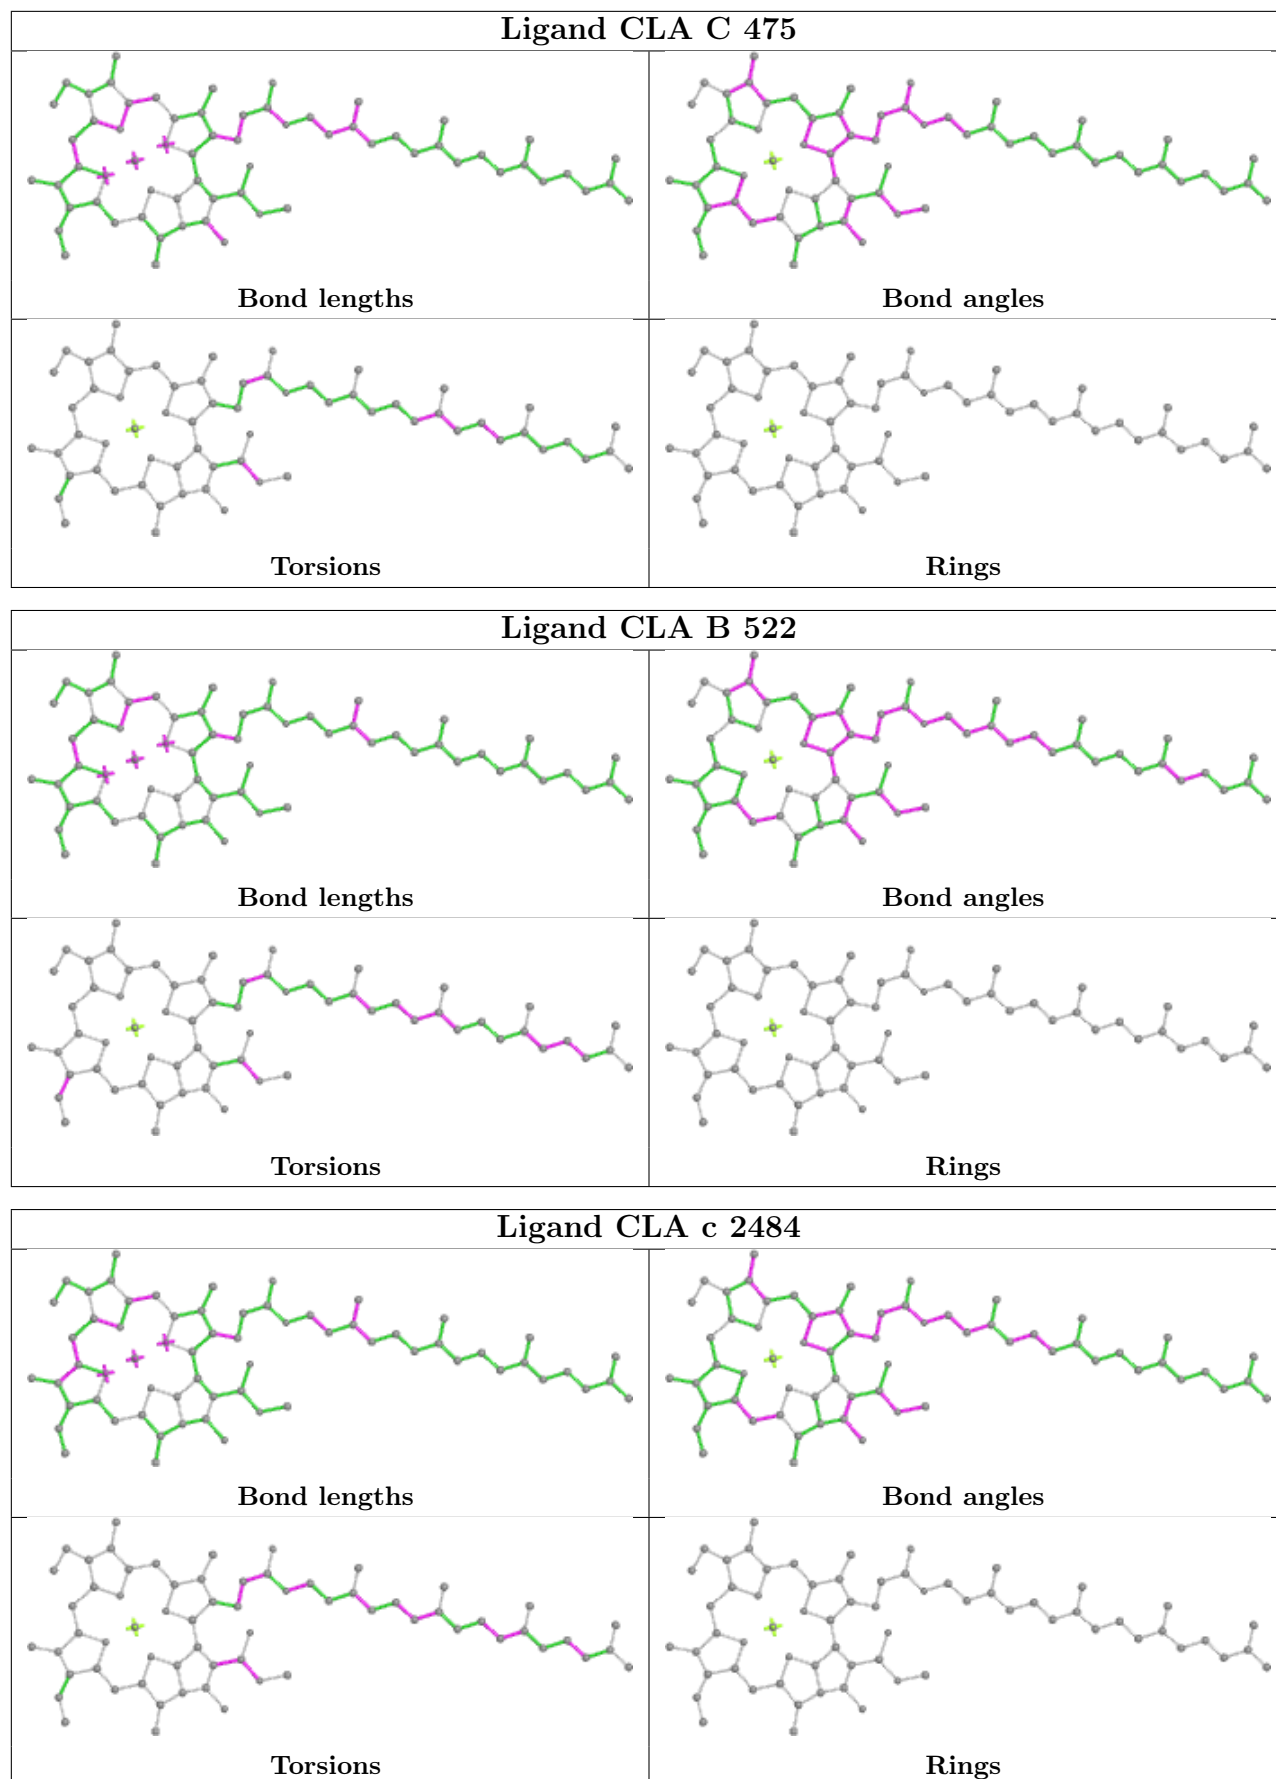 Ligand CLA C 475
Bond lengths
Bond angles
Torsions
Rings
Ligand CLA B 522
Bond lengths
Bond angles
Torsions
Rings
Ligand CLA c 2484
Bond lengths
Bond angles
Torsions
Rings